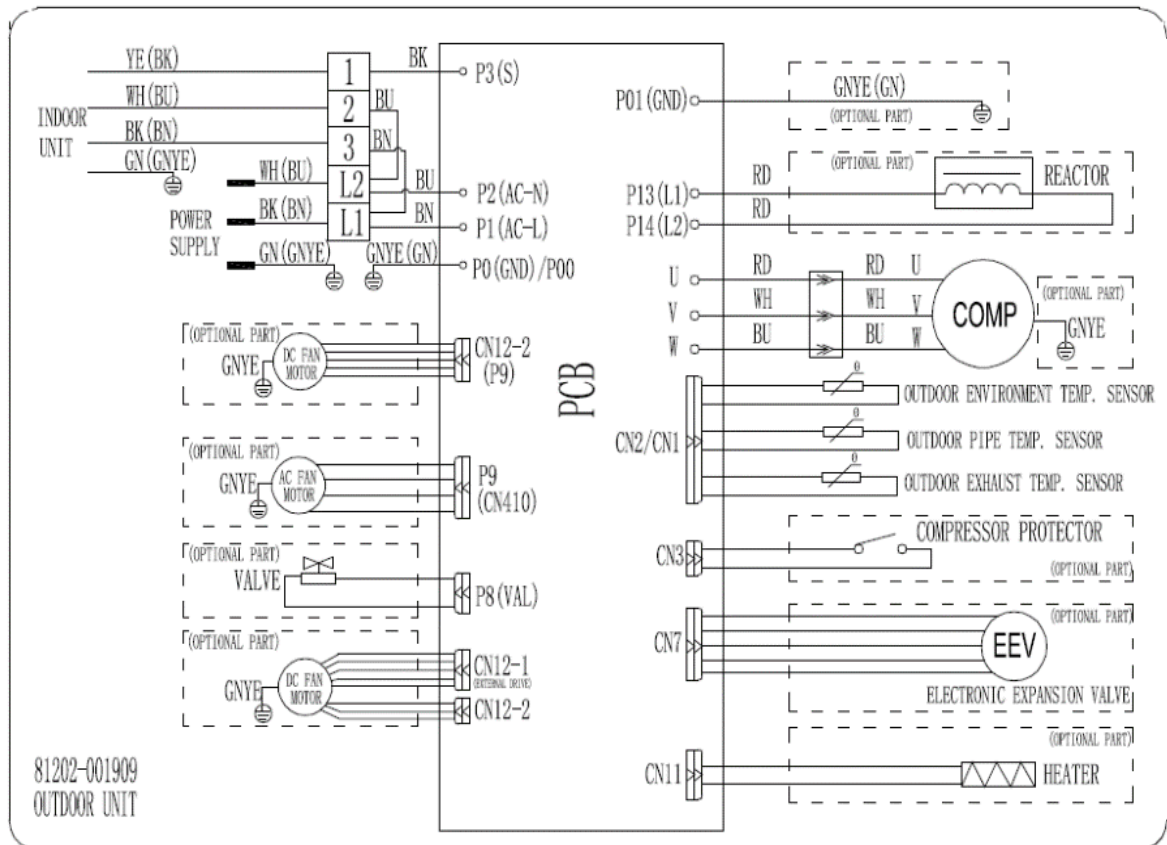 YE(BK)
1
BK
P3(S)
WH(BU)
2
BU
INDOOR
UNIT
BK(BN)
3
BN
GN(GNYE)
WH(BU)
L2
BU
P2(AC-N)
POWER
SUPPLY
BK(BN)
L1
BN
P1(AC-L)
GN(GNYE)
GNYE(GN)
P0(GND)/P00
(OPTIONAL PART)
DC FAN
MOTOR
GNYE
CN12-2
(P9)
(OPTIONAL PART)
AC FAN
MOTOR
GNYE
P9
(CN410)
(OPTIONAL PART)
VALVE
P8(VAL)
(OPTIONAL PART)
DC FAN
MOTOR
GNYE
CN12-1
(EXTERNAL DRIVE)
CN12-2
81202-001909
OUTDOOR UNIT
PCB
P01(GND)
GNYE(GN)
(OPTIONAL PART)
(OPTIONAL PART)
RD
REACTOR
P13(L1)
RD
P14(L2)
U
RD
RD
U
V
WH
WH
V
W
BU
BU
W
COMP
(OPTIONAL PART)
GNYE
CN2/CN1
θ
OUTDOOR ENVIRONMENT TEMP. SENSOR
θ
OUTDOOR PIPE TEMP. SENSOR
θ
OUTDOOR EXHAUST TEMP. SENSOR
CN3
COMPRESSOR PROTECTOR
(OPTIONAL PART)
CN7
(OPTIONAL PART)
EEV
ELECTRONIC EXPANSION VALVE
(OPTIONAL PART)
CN11
HEATER